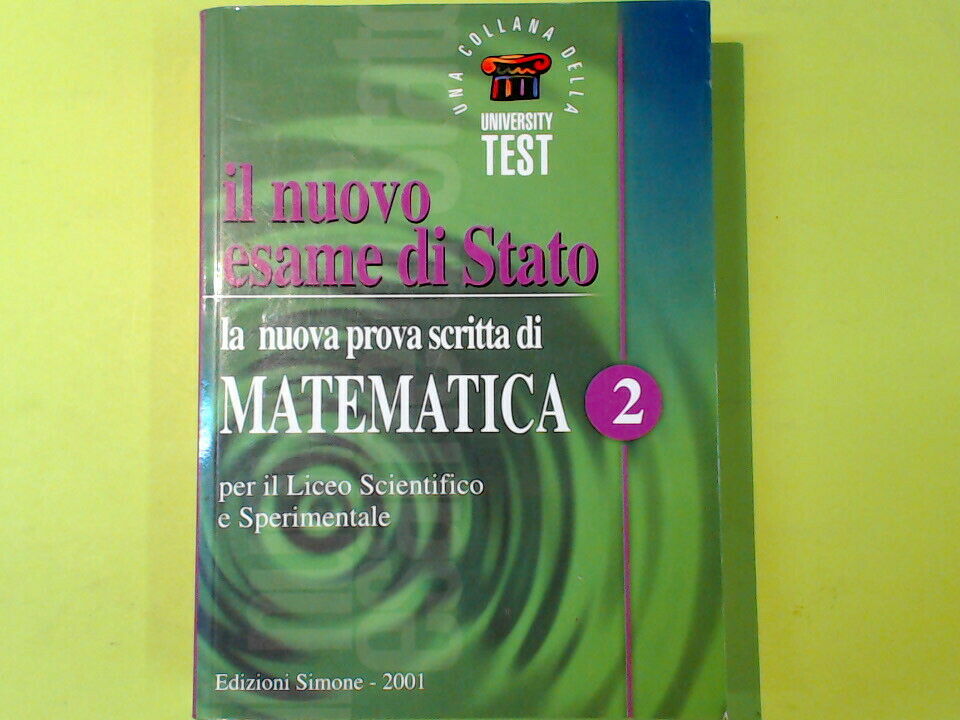 UNA COLLANA DELLA
UNIVERSITY
TEST
il nuovo
esame di Stato
la nuova prova scritta di
MATEMATICA 2
per il Liceo Scientifico
e Sperimentale
Edizioni Simone - 2001